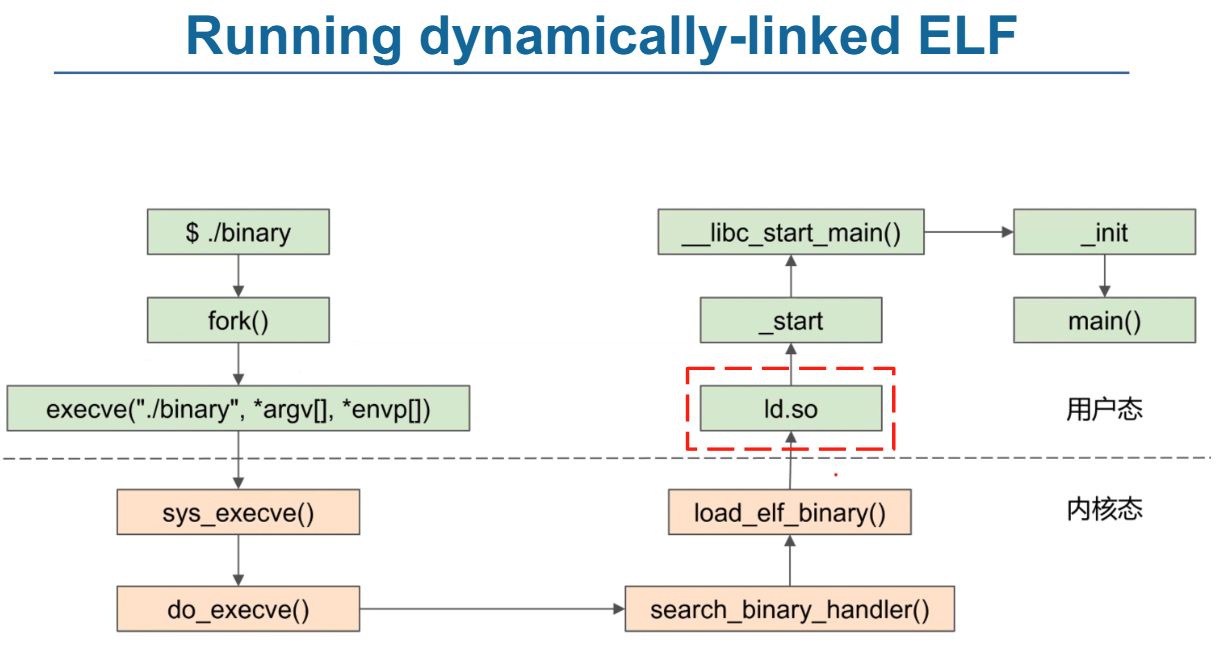 Running dynamically-linked ELF
$ ./binary
fork()
execve("./binary", *argv[], *envp[])
sys_execve()
do_execve()
search_binary_handler()
load_elf_binary()
ld.so
_start
__libc_start_main()
_init
main()
用户态
内核态